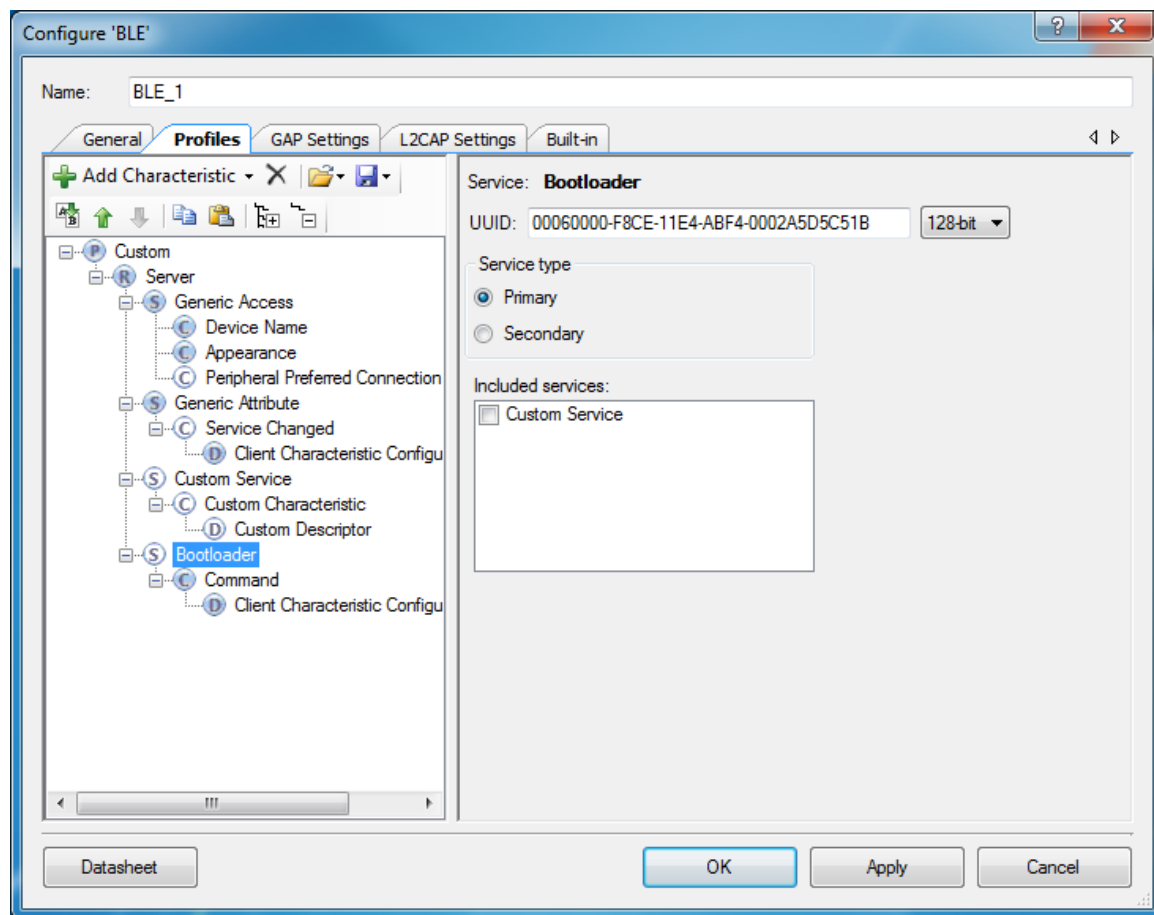 Configure 'BLE'
Name: BLE_1
General Profiles GAP Settings L2CAP Settings Built-in
Add Characteristic
Service: Bootloader
UUID: 00060000-F8CE-11E4-ABF4-0002A5D5C51B 128-bit
Service type
Primary
Secondary
Included services:
Custom Service
P Custom
R Server
S Generic Access
C Device Name
C Appearance
C Peripheral Preferred Connection
S Generic Attribute
C Service Changed
D Client Characteristic Configu
S Custom Service
C Custom Characteristic
D Custom Descriptor
S Bootloader
C Command
D Client Characteristic Configu
Datasheet OK Apply Cancel